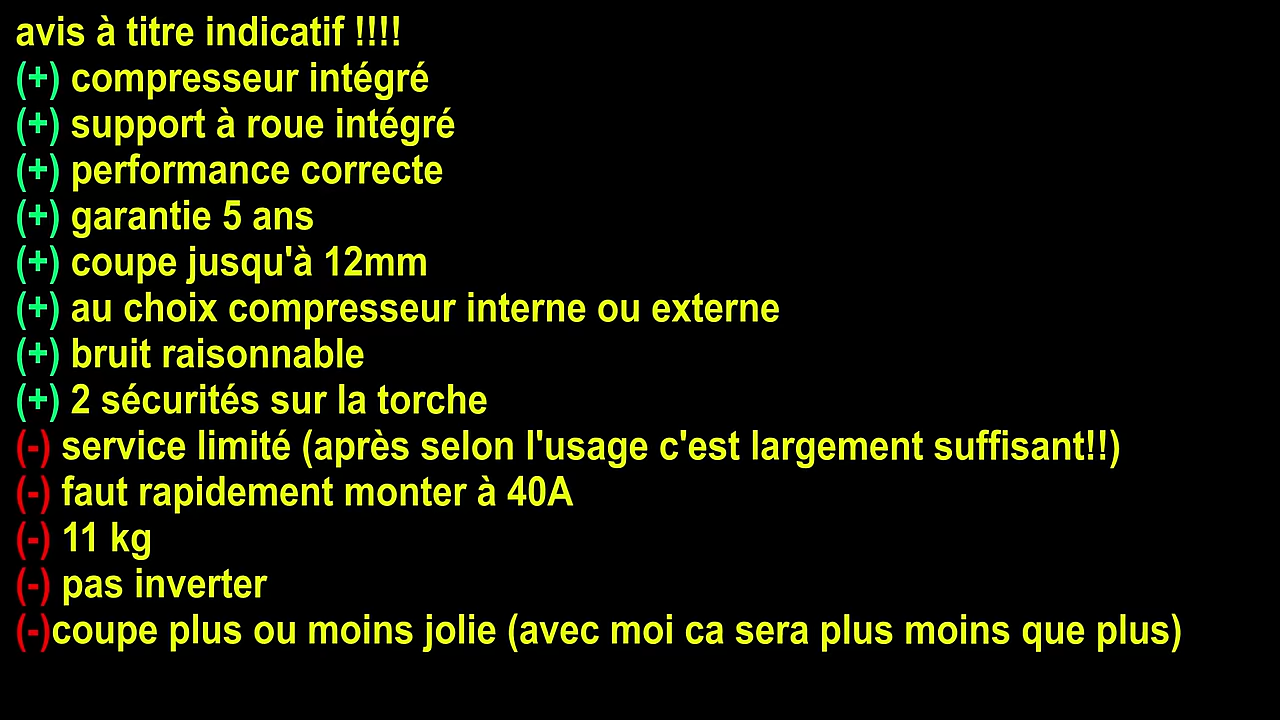 avis à titre indicatif !!!!
(+) compresseur intégré
(+) support à roue intégré
(+) performance correcte
(+) garantie 5 ans
(+) coupe jusqu'à 12mm
(+) au choix compresseur interne ou externe
(+) bruit raisonnable
(+) 2 sécurités sur la torche
(-) service limité (après selon l'usage c'est largement suffisant!!)
(-) faut rapidement monter à 40A
(-) 11 kg
(-) pas inverter
(-)coupe plus ou moins jolie (avec moi ca sera plus moins que plus)